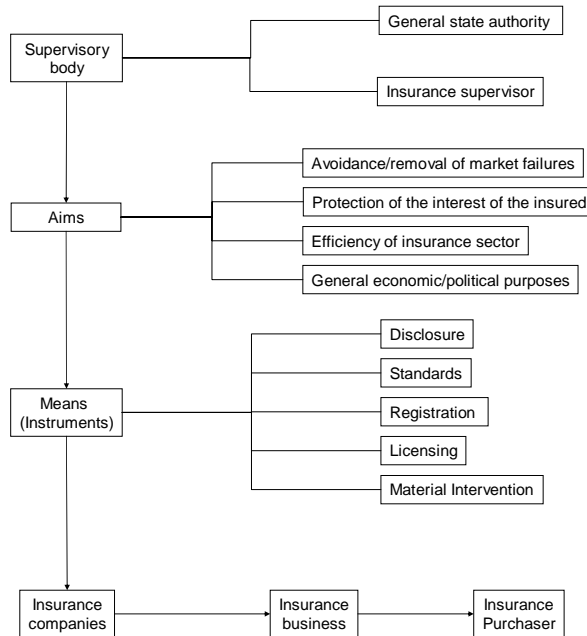 General state authority
Supervisory
body
Insurance supervisor
Avoidance/removal of market failures
Protection of the interest of the insured
Aims
Efficiency of insurance sector
General economic/political purposes
Disclosure
Standards
Means
(Instruments)
Registration
Licensing
Material Intervention
Insurance
companies
Insurance
business
Insurance
Purchaser